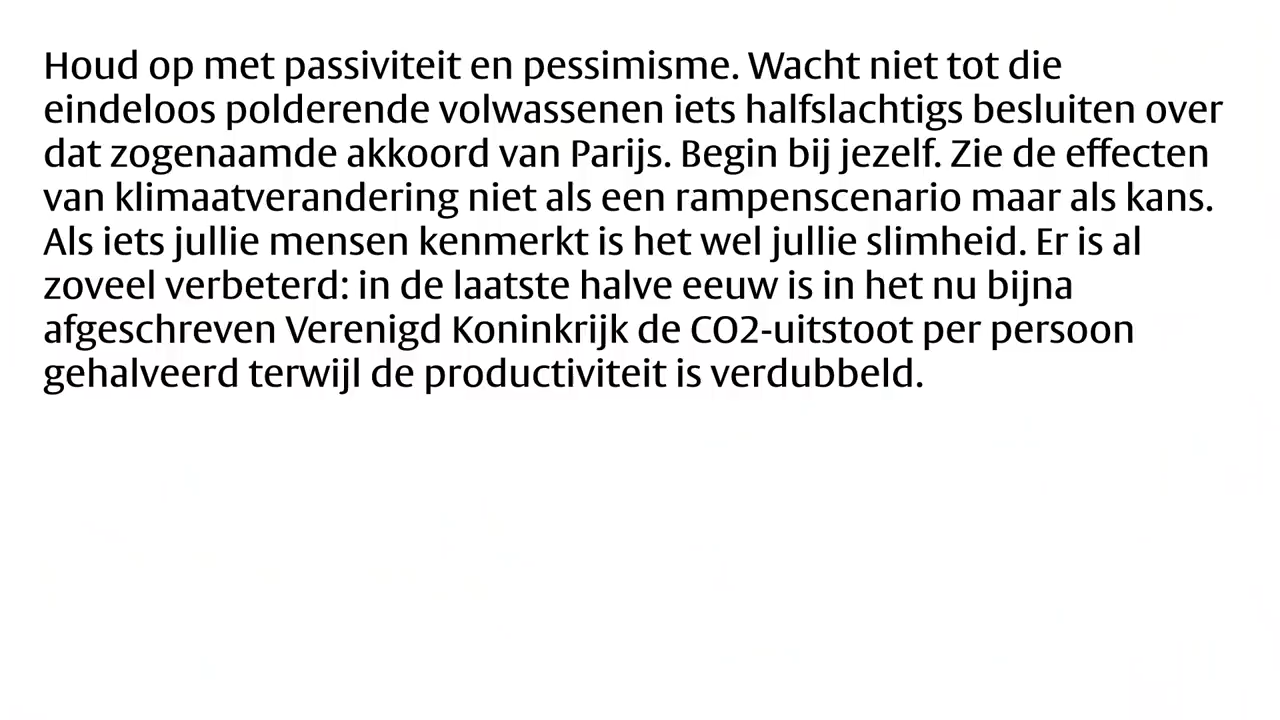 Houd op met passiviteit en pessimisme. Wacht niet tot die
eindeloos polderende volwassenen iets halfslachtigs besluiten over
dat zogenaamde akkoord van Parijs. Begin bij jezelf. Zie de effecten
van klimaatverandering niet als een rampenscenario maar als kans.
Als iets jullie mensen kenmerkt is het wel jullie slimheid. Er is al
zoveel verbeterd: in de laatste halve eeuw is in het nu bijna
afgeschreven Verenigd Koninkrijk de CO2-uitstoot per persoon
gehalveerd terwijl de productiviteit is verdubbeld.